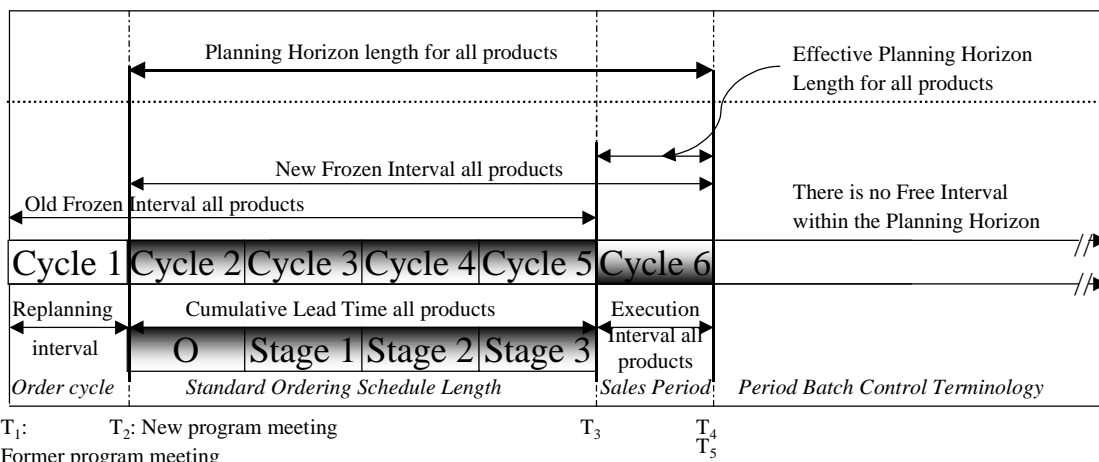 Planning Horizon length for all products
Effective Planning Horizon
Length for all products
New Frozen Interval all products
Old Frozen Interval all products
There is no Free Interval
within the Planning Horizon
Cycle 1 Cycle 2 Cycle 3 Cycle 4 Cycle 5 Cycle 6
Replanning
interval
Cumulative Lead Time all products
Execution
Interval all
products
O Stage 1 Stage 2 Stage 3
Order cycle Standard Ordering Schedule Length Sales Period Period Batch Control Terminology
T1: T2: New program meeting T3 T4
T5
Former program meeting